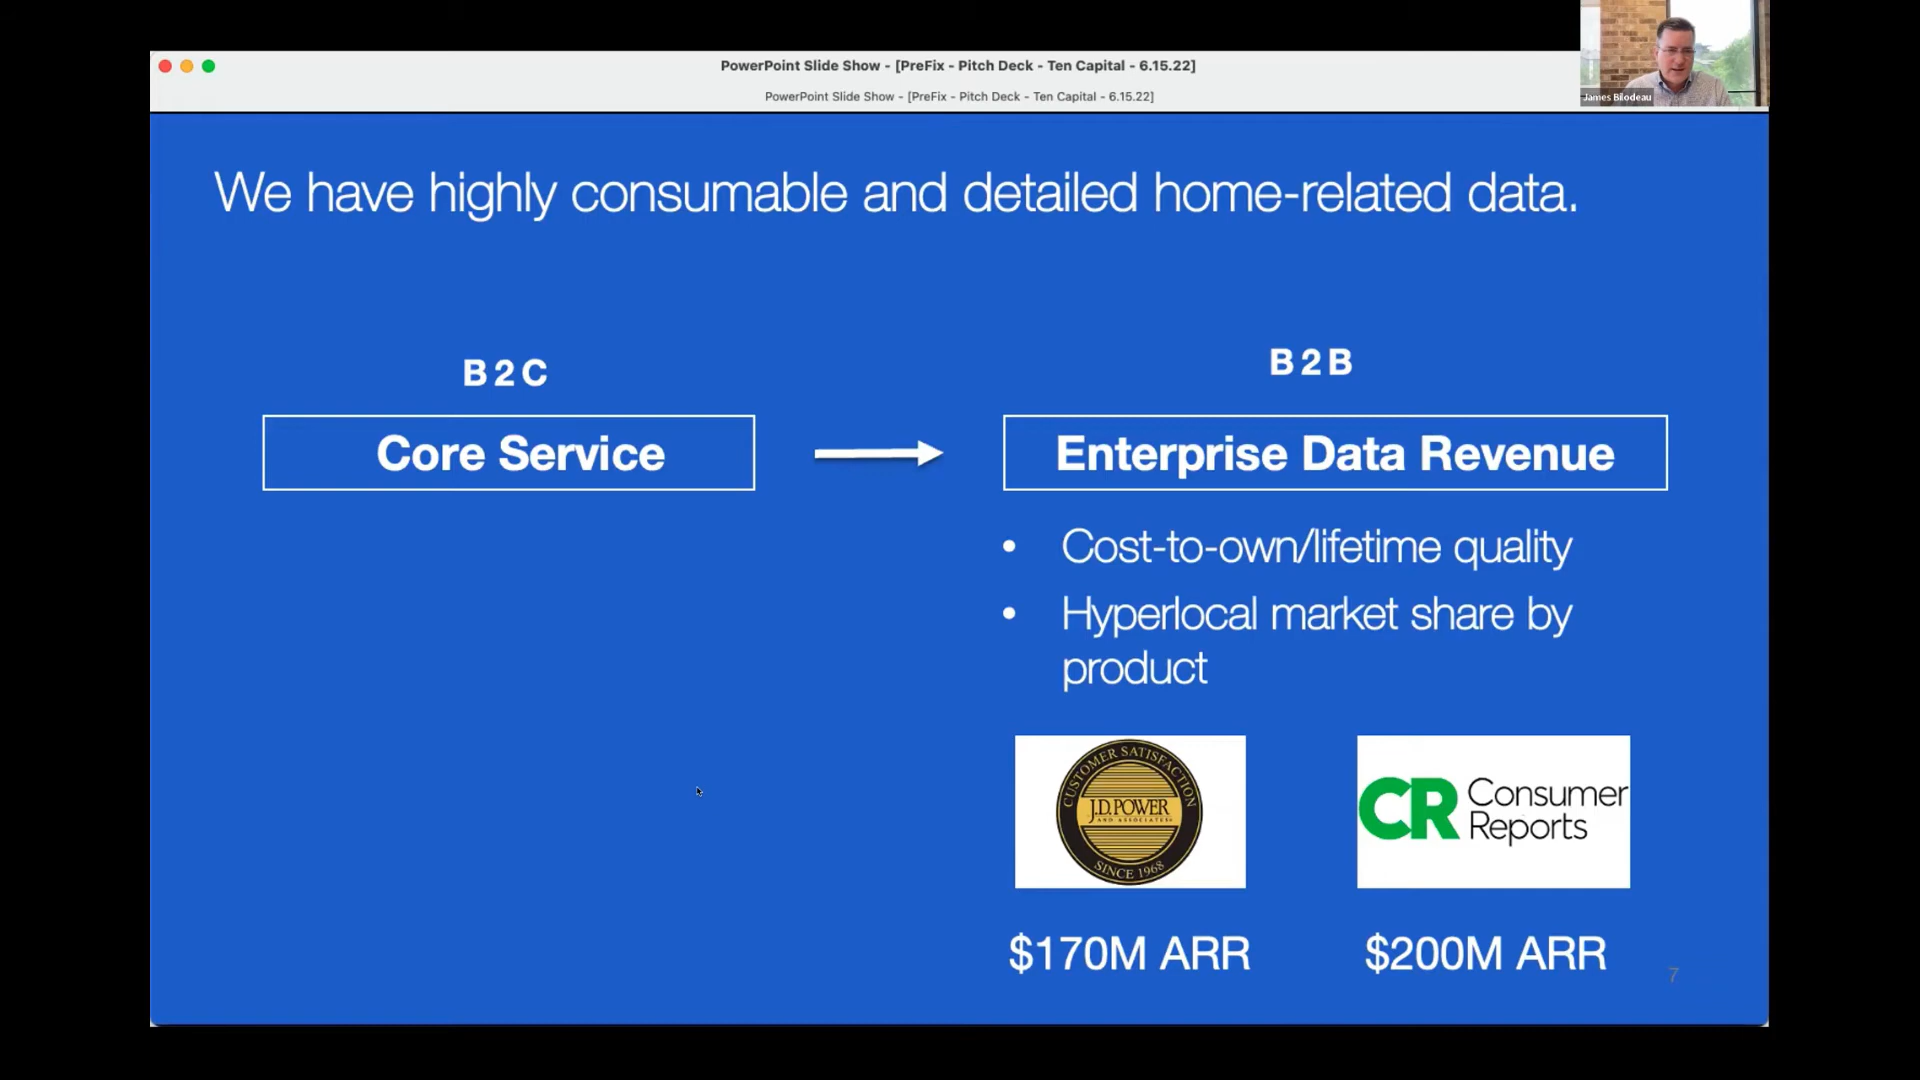 PowerPoint Slide Show - [PreFix - Pitch Deck - Ten Capital - 6.15.22]
PowerPoint Slide Show - [PreFix - Pitch Deck - Ten Capital - 6.15.22]
James Bilodeau
We have highly consumable and detailed home-related data.
B2C
B2B
Core Service
Enterprise Data Revenue
• Cost-to-own/lifetime quality
• Hyperlocal market share by
product
CUSTOMER SATISFACTION
J.D. POWER
AND ASSOCIATES
SINCE 1968
CR Consumer
Reports
$170M ARR
$200M ARR
7